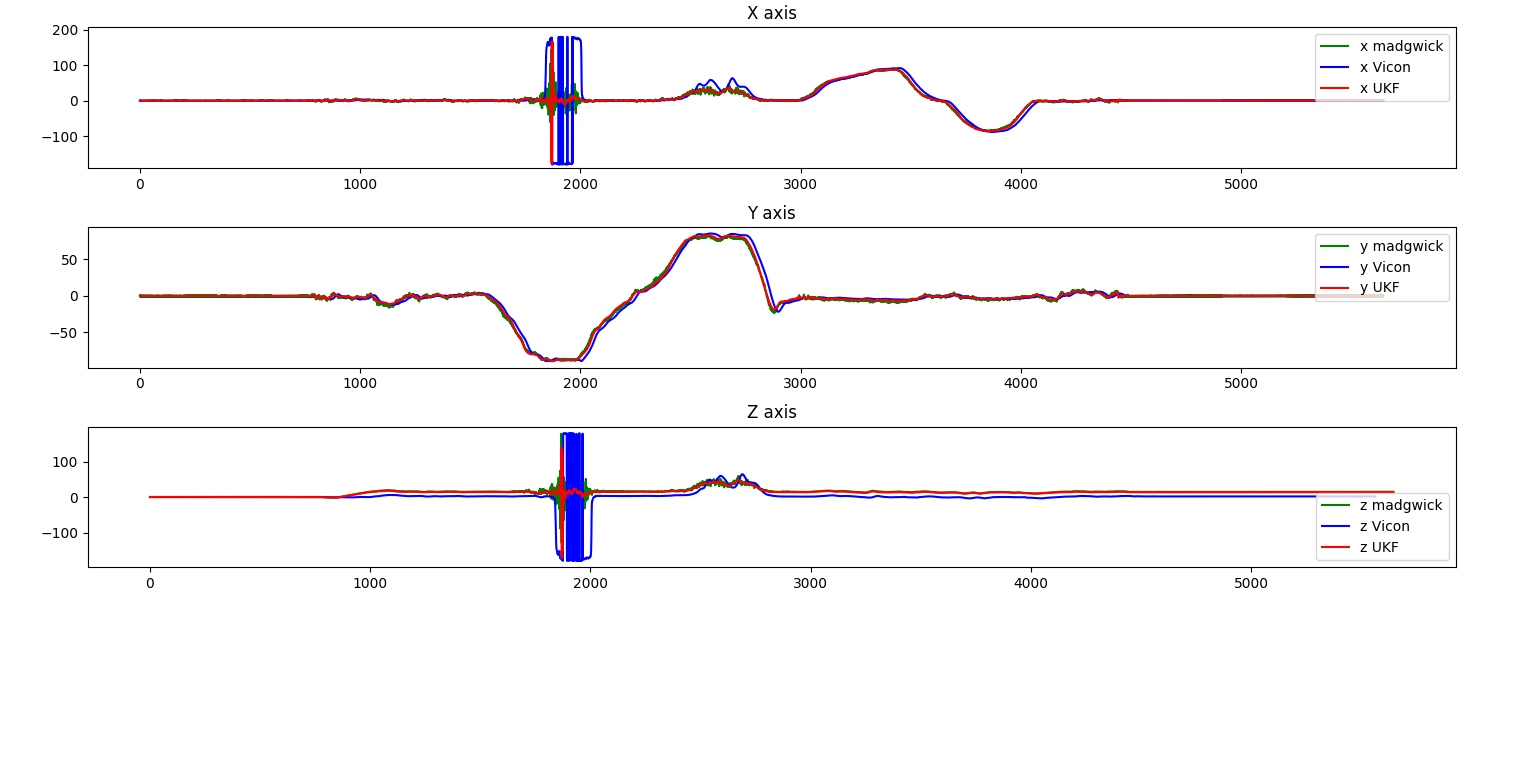 X axis
200
100
0
−100
x madgwick
x Vicon
x UKF
0 1000 2000 3000 4000 5000
Y axis
50
0
−50
y madgwick
y Vicon
y UKF
0 1000 2000 3000 4000 5000
Z axis
100
0
−100
z madgwick
z Vicon
z UKF
0 1000 2000 3000 4000 5000